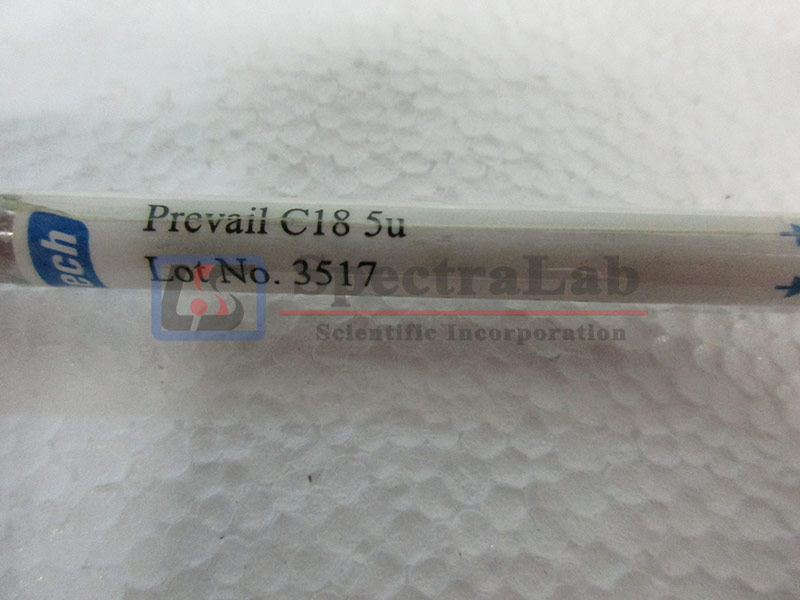 ech
Prevail C18 5u
Lot No. 3517
SpectraLab
Scientific Incorporation